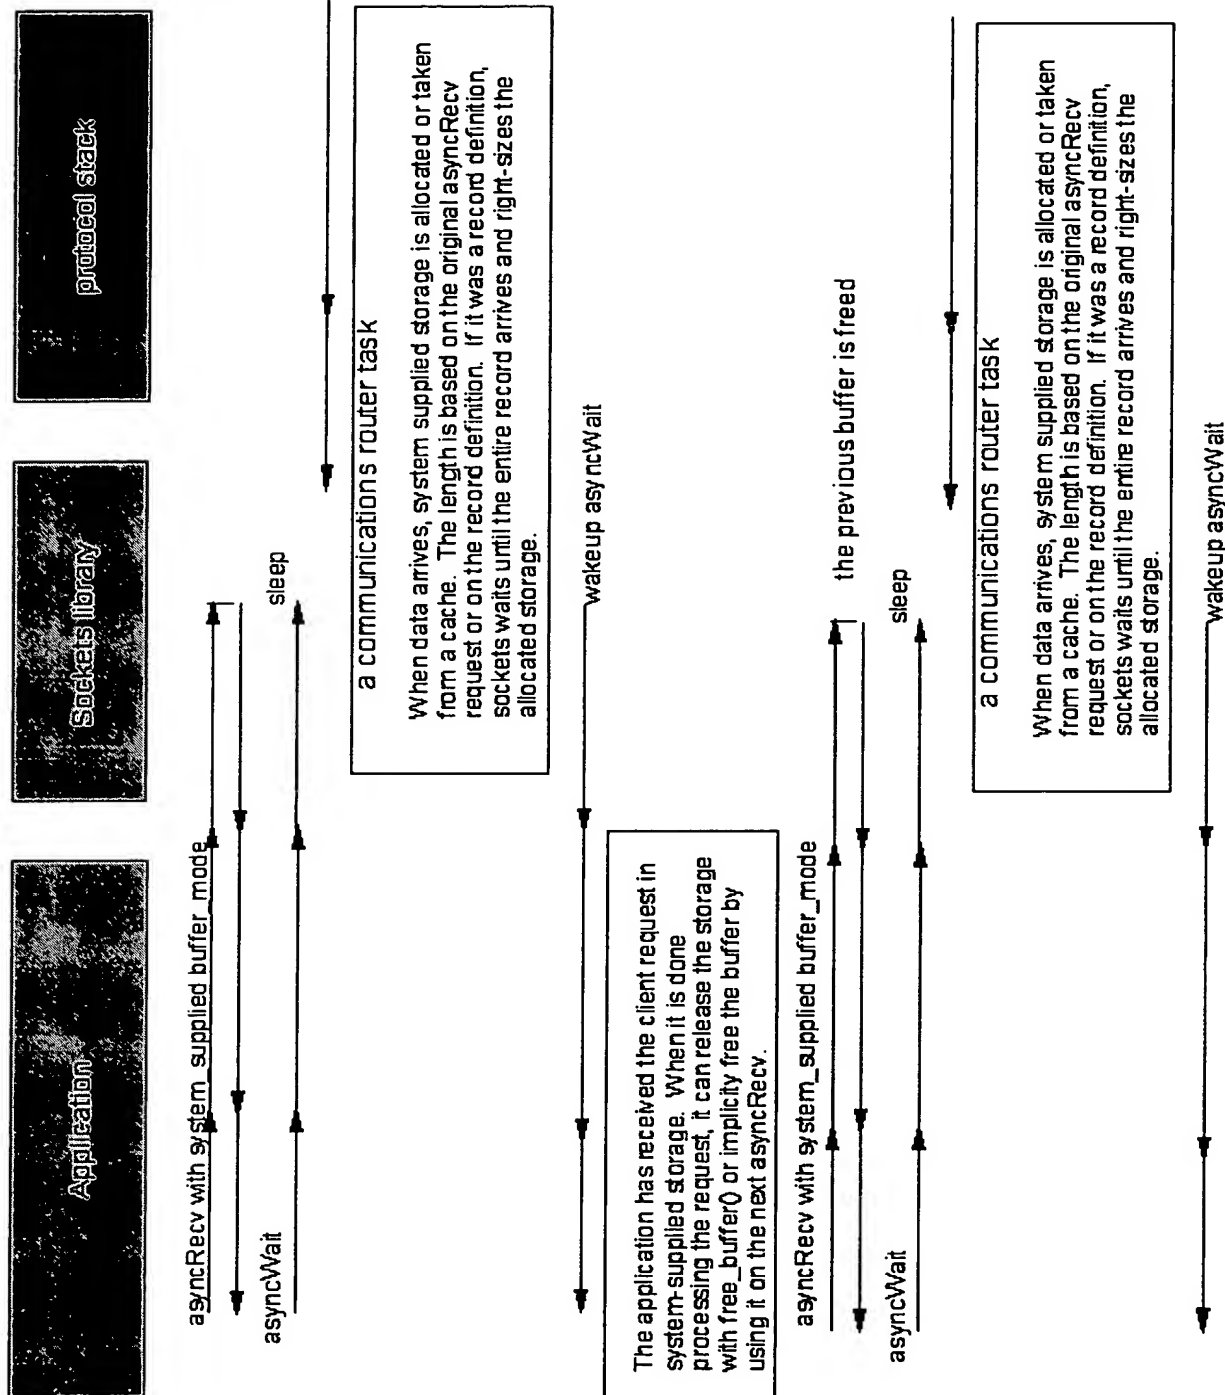 Application
Sockets library
protocol stack
asyncRecv with system_supplied buffer_mode
asyncWait
sleep
a communications router task
When data arrives, system supplied storage is allocated or taken
from a cache. The length is based on the original asyncRecv
request or on the record definition. If it was a record definition,
sockets waits until the entire record arrives and right-sizes the
allocated storage.
wakeup asyncWait
The application has received the client request in
system-supplied storage. When it is done
processing the request, it can release the storage
with free_buffer() or implicity free the buffer by
using it on the next asyncRecv.
asyncRecv with system_supplied buffer_mode
the previous buffer is freed
asyncWait
sleep
a communications router task
When data arrives, system supplied storage is allocated or taken
from a cache. The length is based on the original asyncRecv
request or on the record definition. If it was a record definition,
sockets waits until the entire record arrives and right-sizes the
allocated storage.
wakeup asyncWait